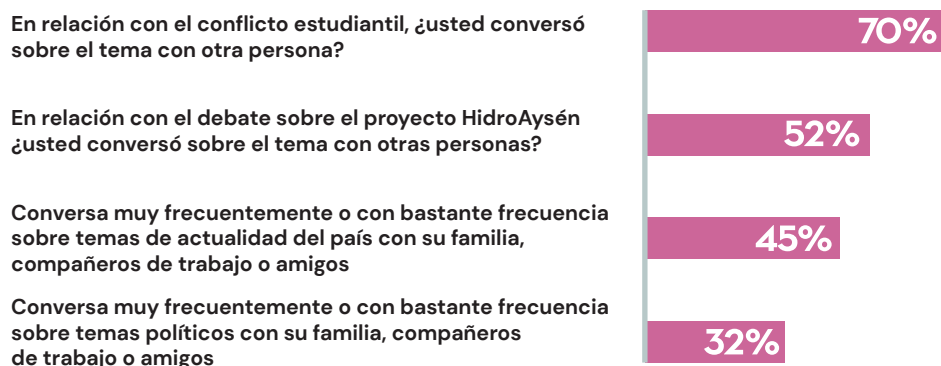 En relación con el conflicto estudiantil, ¿usted conversó
sobre el tema con otra persona?
70%
En relación con el debate sobre el proyecto HidroAysén
¿usted conversó sobre el tema con otras personas?
52%
Conversa muy frecuentemente o con bastante frecuencia
sobre temas de actualidad del país con su familia,
compañeros de trabajo o amigos
45%
Conversa muy frecuentemente o con bastante frecuencia
sobre temas políticos con su familia, compañeros
de trabajo o amigos
32%